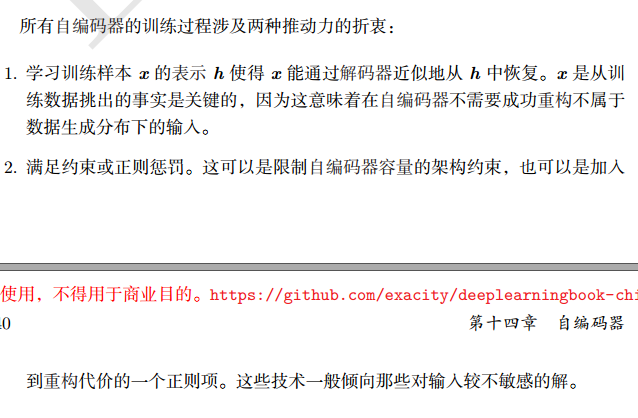 所有自编码器的训练过程涉及两种推动力的折衷：
1. 学习训练样本 x 的表示 h 使得 x 能通过解码器近似地从 h 中恢复。x 是从训
练数据挑出的事实是关键的，因为这意味着在自编码器不需要成功重构不属于
数据生成分布下的输入。
2. 满足约束或正则惩罚。这可以是限制自编码器容量的架构约束，也可以是加入
使用，不得用于商业目的。https://github.com/exacity/deeplearningbook-chi
40 第十四章 自编码器
到重构代价的一个正则项。这些技术一般倾向那些对输入较不敏感的解。